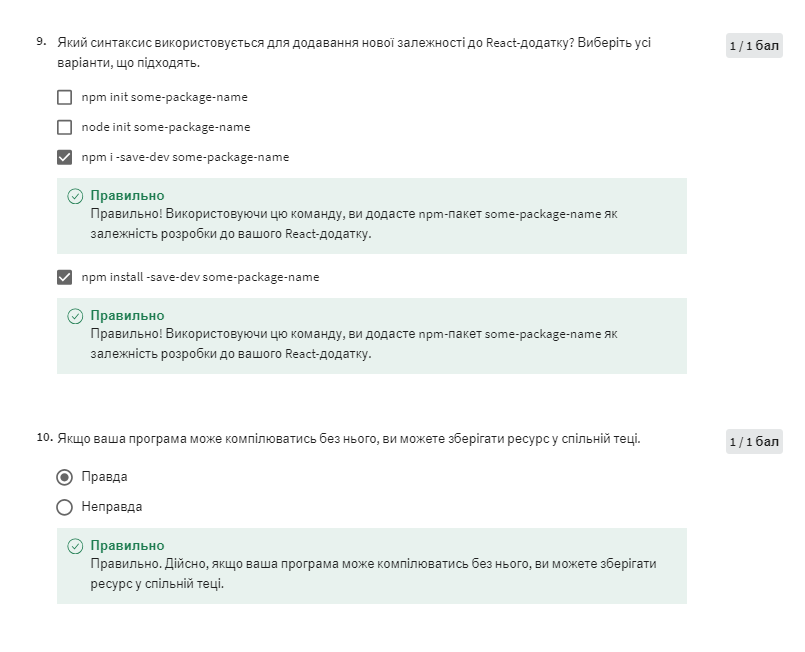 9. Який синтаксис використовується для додавання нової залежності до React-додатку? Виберіть усі
варіанти, що підходять.
1 / 1 бал
npm init some-package-name
node init some-package-name
npm i -save-dev some-package-name
Правильно
Правильно! Використовуючи цю команду, ви додасте npm-пакет some-package-name як
залежність розробки до вашого React-додатку.
npm install -save-dev some-package-name
Правильно
Правильно! Використовуючи цю команду, ви додасте npm-пакет some-package-name як
залежність розробки до вашого React-додатку.
10. Якщо ваша програма може компілюватись без нього, ви можете зберігати ресурс у спільній теці.
1 / 1 бал
Правда
Неправда
Правильно
Правильно. Дійсно, якщо ваша програма може компілюватись без нього, ви можете зберігати
ресурс у спільній теці.